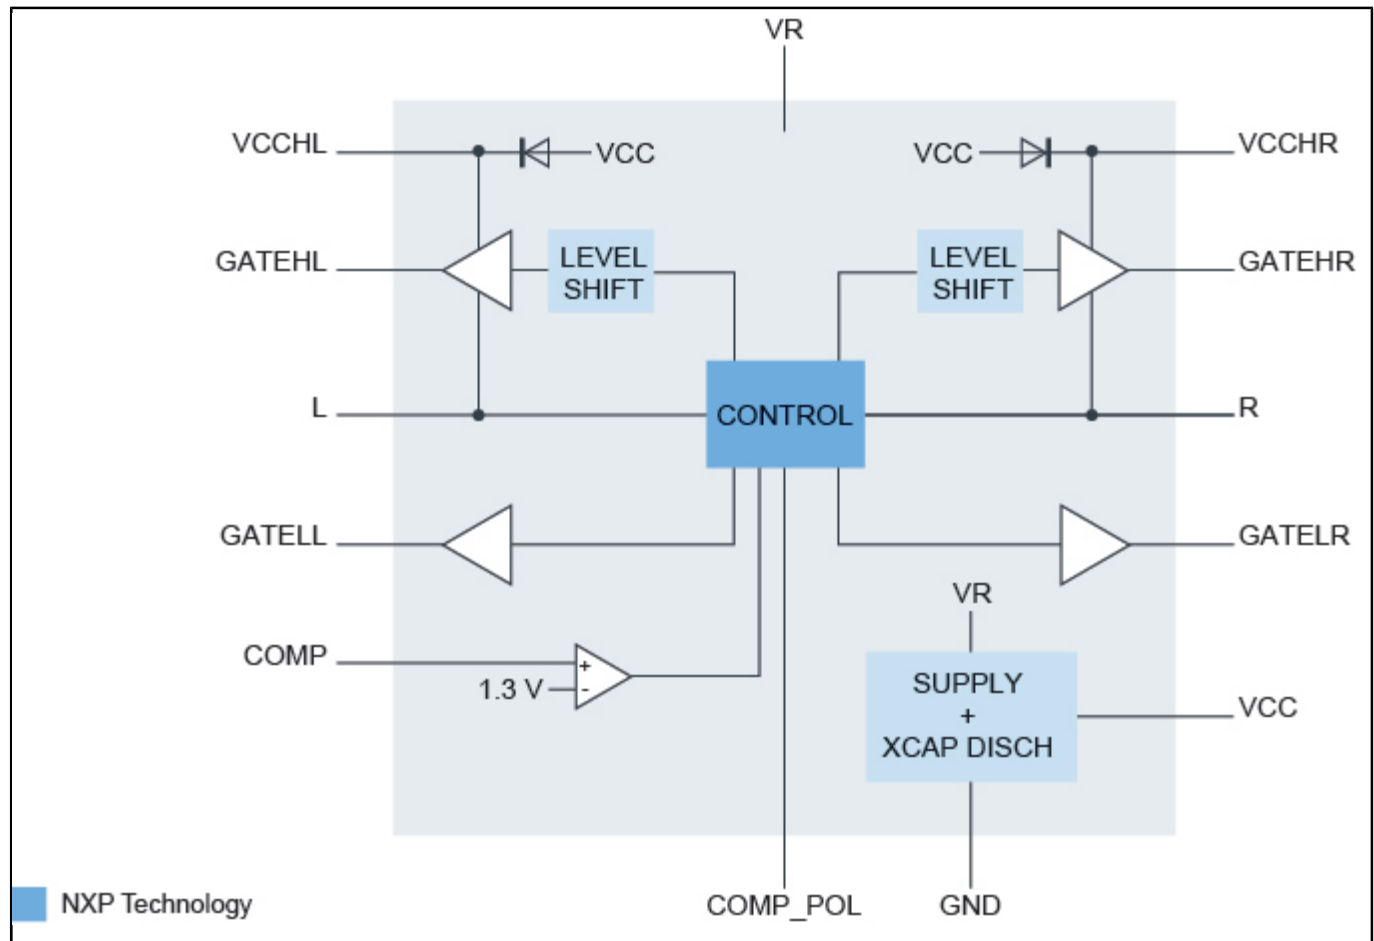 VR
VCCHL
VCC
VCC
VCCHR
GATEHL
LEVEL
SHIFT
LEVEL
SHIFT
GATEHR
L
CONTROL
R
GATELL
GATELR
VR
COMP
+
1.3 V
-
SUPPLY
+
XCAP DISCH
VCC
NXP Technology
COMP_POL
GND